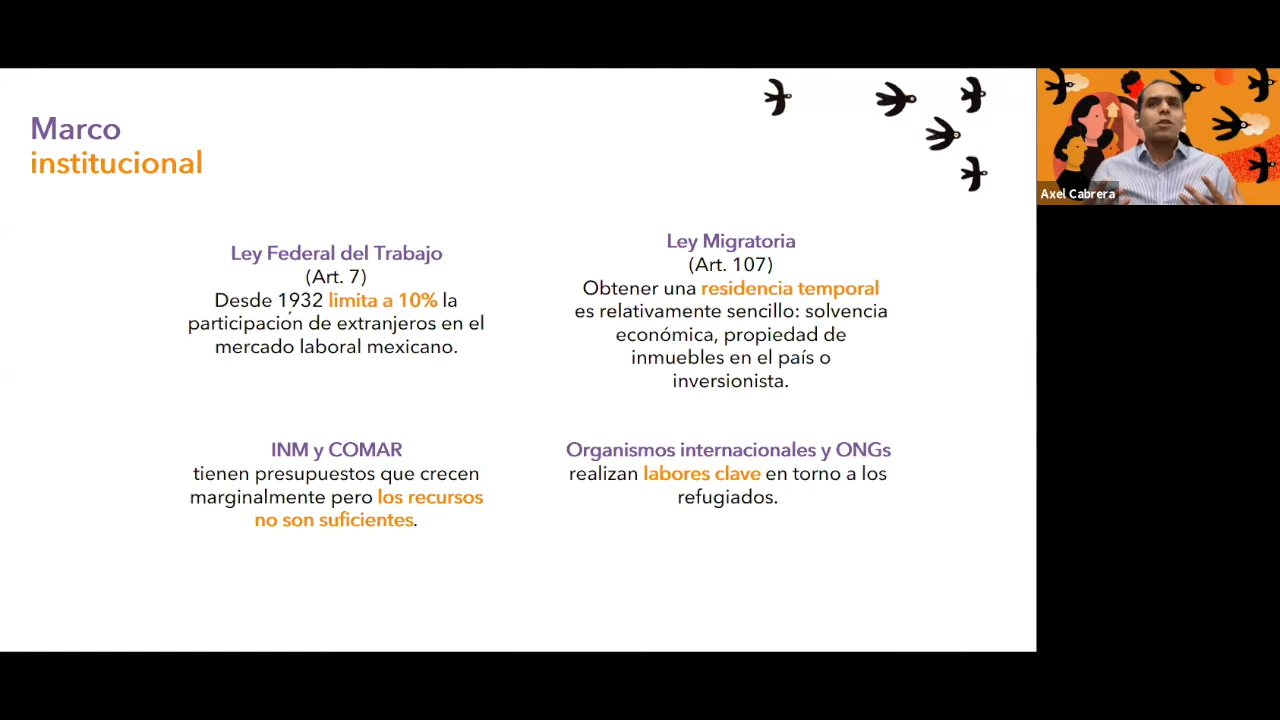 Marco
institucional
Ley Federal del Trabajo
(Art. 7)
Desde 1932 limita a 10% la
participación de extranjeros en el
mercado laboral mexicano.
Ley Migratoria
(Art. 107)
Obtener una residencia temporal
es relativamente sencillo: solvencia
económica, propiedad de
inmuebles en el país o
inversionista.
INM y COMAR
tienen presupuestos que crecen
marginalmente pero los recursos
no son suficientes.
Organismos internacionales y ONGs
realizan labores clave en torno a los
refugiados.
Axel Cabrera